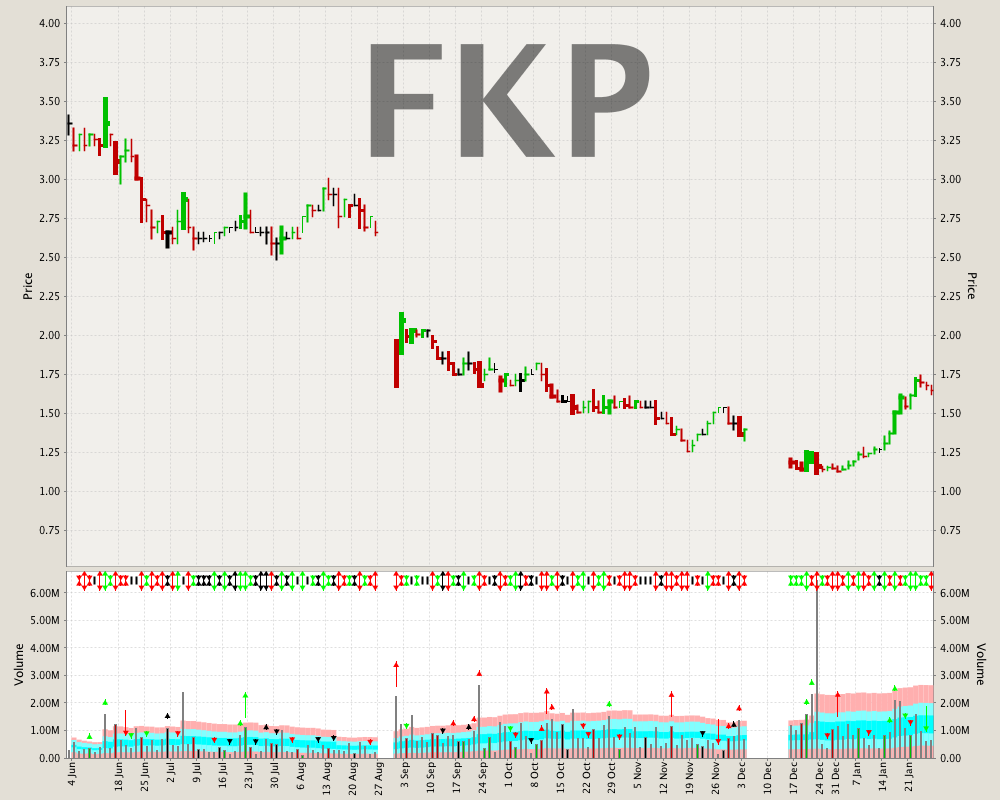 FKP
4.00 4.00
3.75 3.75
3.50 3.50
3.25 3.25
3.00 3.00
2.75 2.75
2.50 2.50
Price Price
2.25 2.25
2.00 2.00
1.75 1.75
1.50 1.50
1.25 1.25
1.00 1.00
0.75 0.75
6.00M 6.00M
5.00M 5.00M
4.00M 4.00M
Volume Volume
3.00M 3.00M
2.00M 2.00M
1.00M 1.00M
0.00 0.00
4 Jun 18 Jun 25 Jun 2 Jul 9 Jul 16 Jul 23 Jul 30 Jul 6 Aug 13 Aug 20 Aug 27 Aug 3 Sep 10 Sep 17 Sep 24 Sep 1 Oct 8 Oct 15 Oct 22 Oct 29 Oct 5 Nov 12 Nov 19 Nov 26 Nov 3 Dec 10 Dec 17 Dec 24 Dec 31 Dec 7 Jan 14 Jan 21 Jan